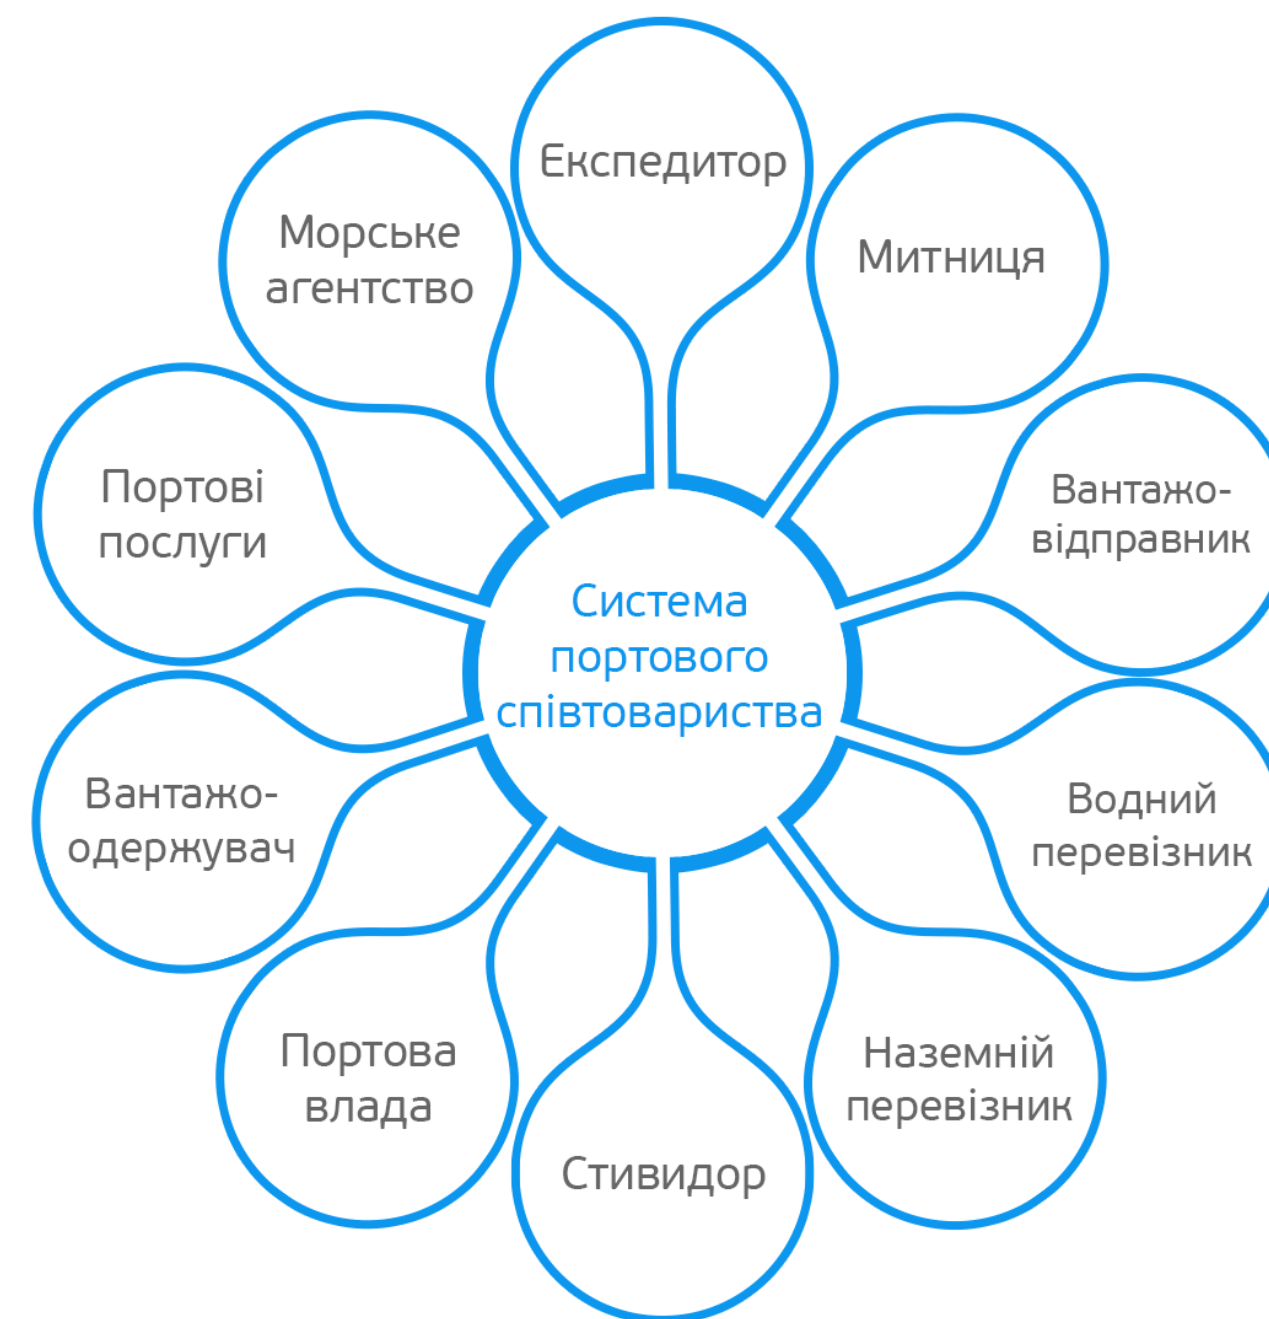 Експедитор
Морське
агентство
Митниця
Портові
послуги
Вантажо-
відправник
Система
портового
співтовариства
Вантажо-
одержувач
Водний
перевізник
Портова
влада
Наземній
перевізник
Стивидор